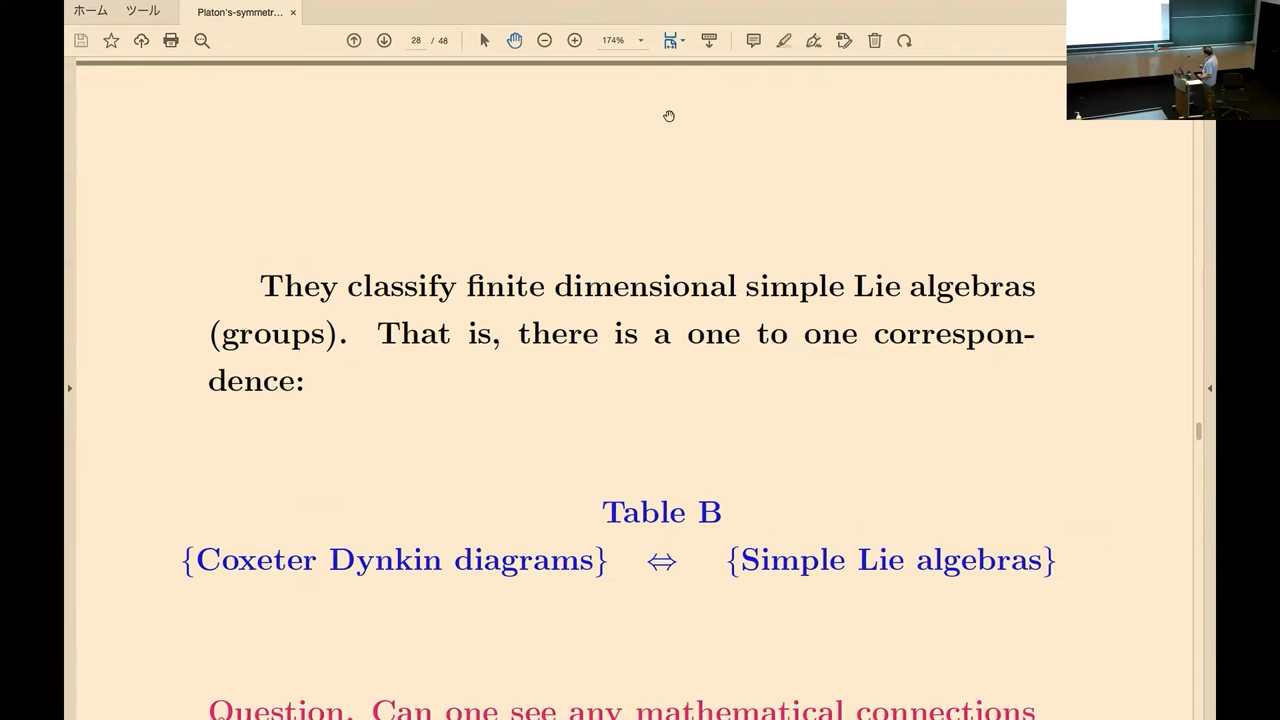 ホーム ツール Platon's-symmetr... ×
28 / 48 174%
They classify finite dimensional simple Lie algebras
(groups). That is, there is a one to one correspon-
dence:
Table B
{Coxeter Dynkin diagrams} ⇔ {Simple Lie algebras}
Question. Can one see any mathematical connections